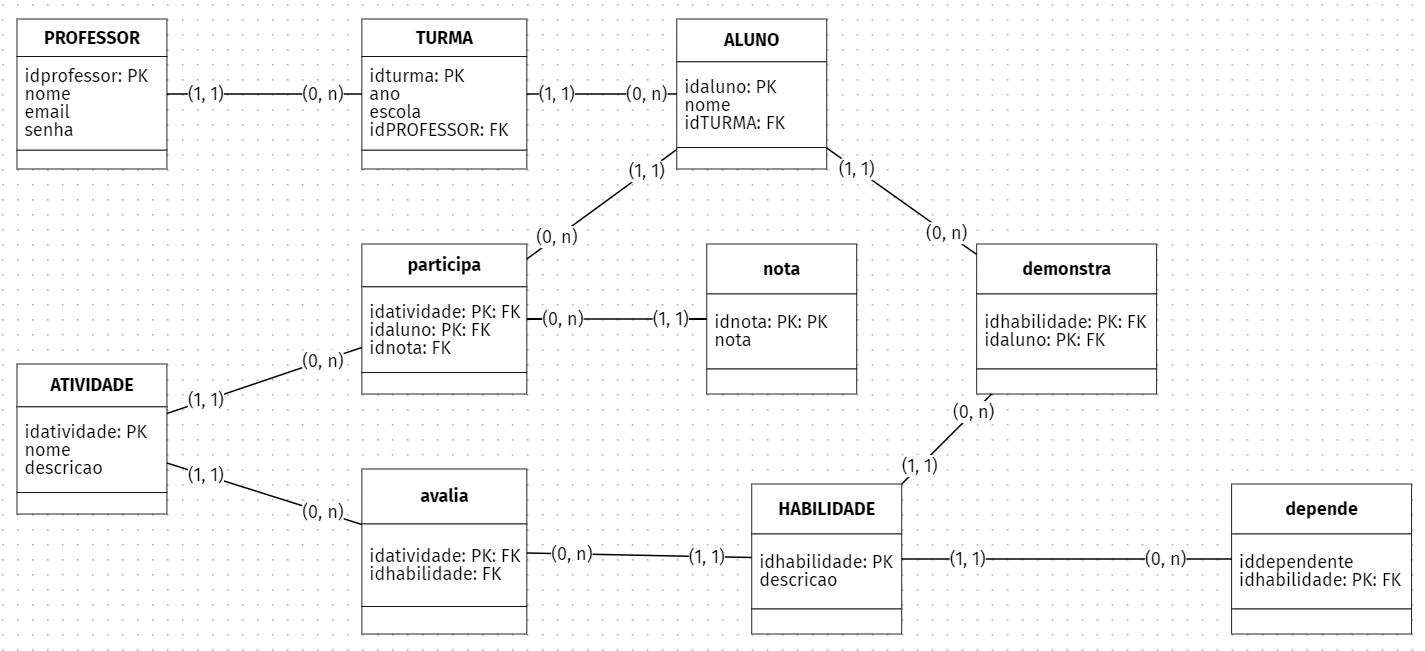 PROFESSOR
idprofessor: PK
nome
email
senha
(1, 1)
(0, n)
TURMA
idturma: PK
ano
escola
idPROFESSOR: FK
(1, 1)
(0, n)
ALUNO
idaluno: PK
nome
idTURMA: FK
(1, 1)
(1, 1)
(0, n)
(0, n)
participa
idatividade: PK: FK
idaluno: PK: FK
idnota: FK
(0, n)
(1, 1)
nota
idnota: PK: PK
nota
demonstra
idhabilidade: PK: FK
idaluno: PK: FK
(0, n)
(1, 1)
ATIVIDADE
idatividade: PK
nome
descricao
(1, 1)
(0, n)
(1, 1)
(0, n)
avalia
idatividade: PK: FK
idhabilidade: FK
(0, n)
(1, 1)
HABILIDADE
idhabilidade: PK
descricao
(1, 1)
(0, n)
depende
iddependente
idhabilidade: PK: FK